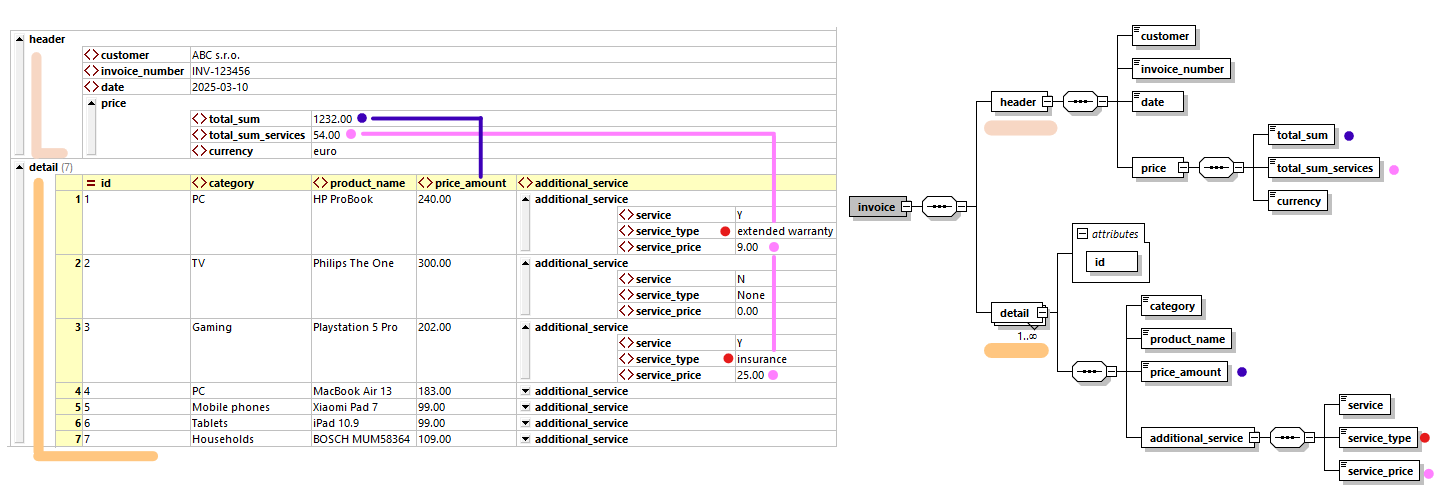 header
customer ABC s.r.o.
invoice_number INV-123456
date 2025-03-10
price
total_sum 1232.00
total_sum_services 54.00
currency euro
detail (7)
id category product_name price_amount additional_service
1 1 PC HP ProBook 240.00 additional_service
service Y
service_type extended warranty
service_price 9.00
2 2 TV Philips The One 300.00 additional_service
service N
service_type None
service_price 0.00
3 3 Gaming Playstation 5 Pro 202.00 additional_service
service Y
service_type insurance
service_price 25.00
4 4 PC MacBook Air 13 183.00 additional_service
5 5 Mobile phones Xiaomi Pad 7 99.00 additional_service
6 6 Tablets iPad 10.9 99.00 additional_service
7 7 Households BOSCH MUM58364 109.00 additional_service
invoice
header
customer
invoice_number
date
price
total_sum
total_sum_services
currency
detail
1..∞
attributes
id
category
product_name
price_amount
additional_service
service
service_type
service_price